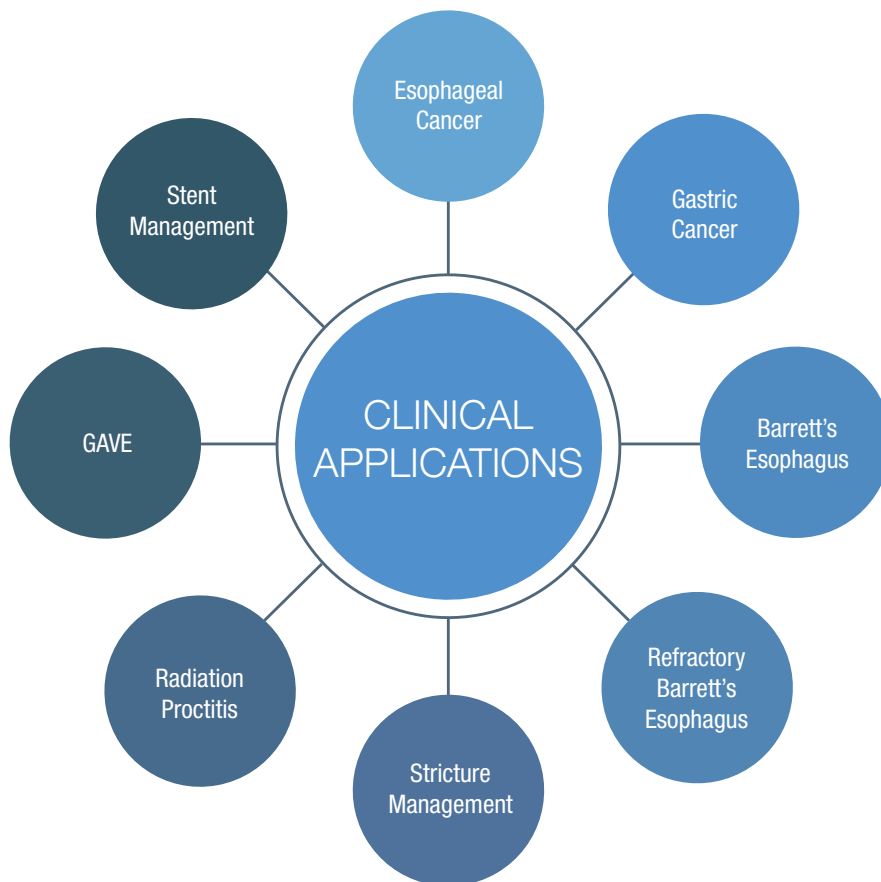 CLINICAL
APPLICATIONS
Esophageal
Cancer
Gastric
Cancer
Barrett’s
Esophagus
Refractory
Barrett’s
Esophagus
Stricture
Management
Radiation
Proctitis
GAVE
Stent
Management